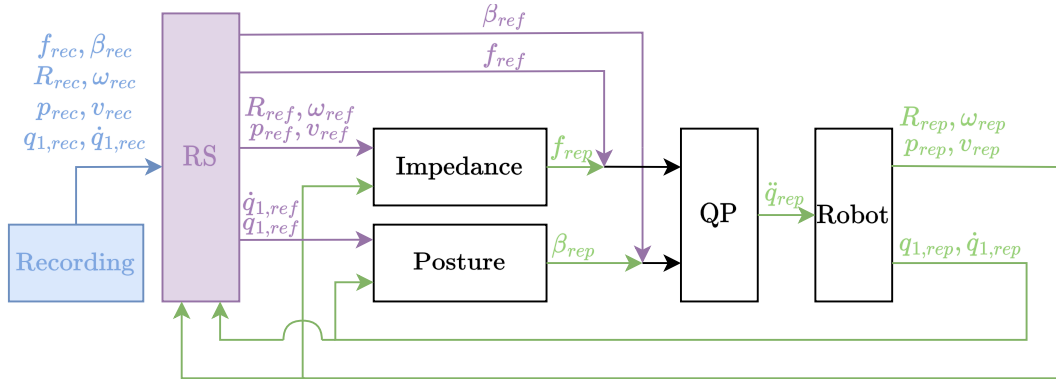 β_ref
f_rec, β_rec
R_rec, ω_rec
p_rec, v_rec
q_1,rec, q̇_1,rec
f_ref
R_ref, ω_ref
p_ref, v_ref
RS
Impedance
f_rep
R_rep, ω_rep
p_rep, v_rep
q̇_1,ref
q_1,ref
QP
q̈_rep
Robot
Recording
Posture
β_rep
q_1,rep, q̇_1,rep